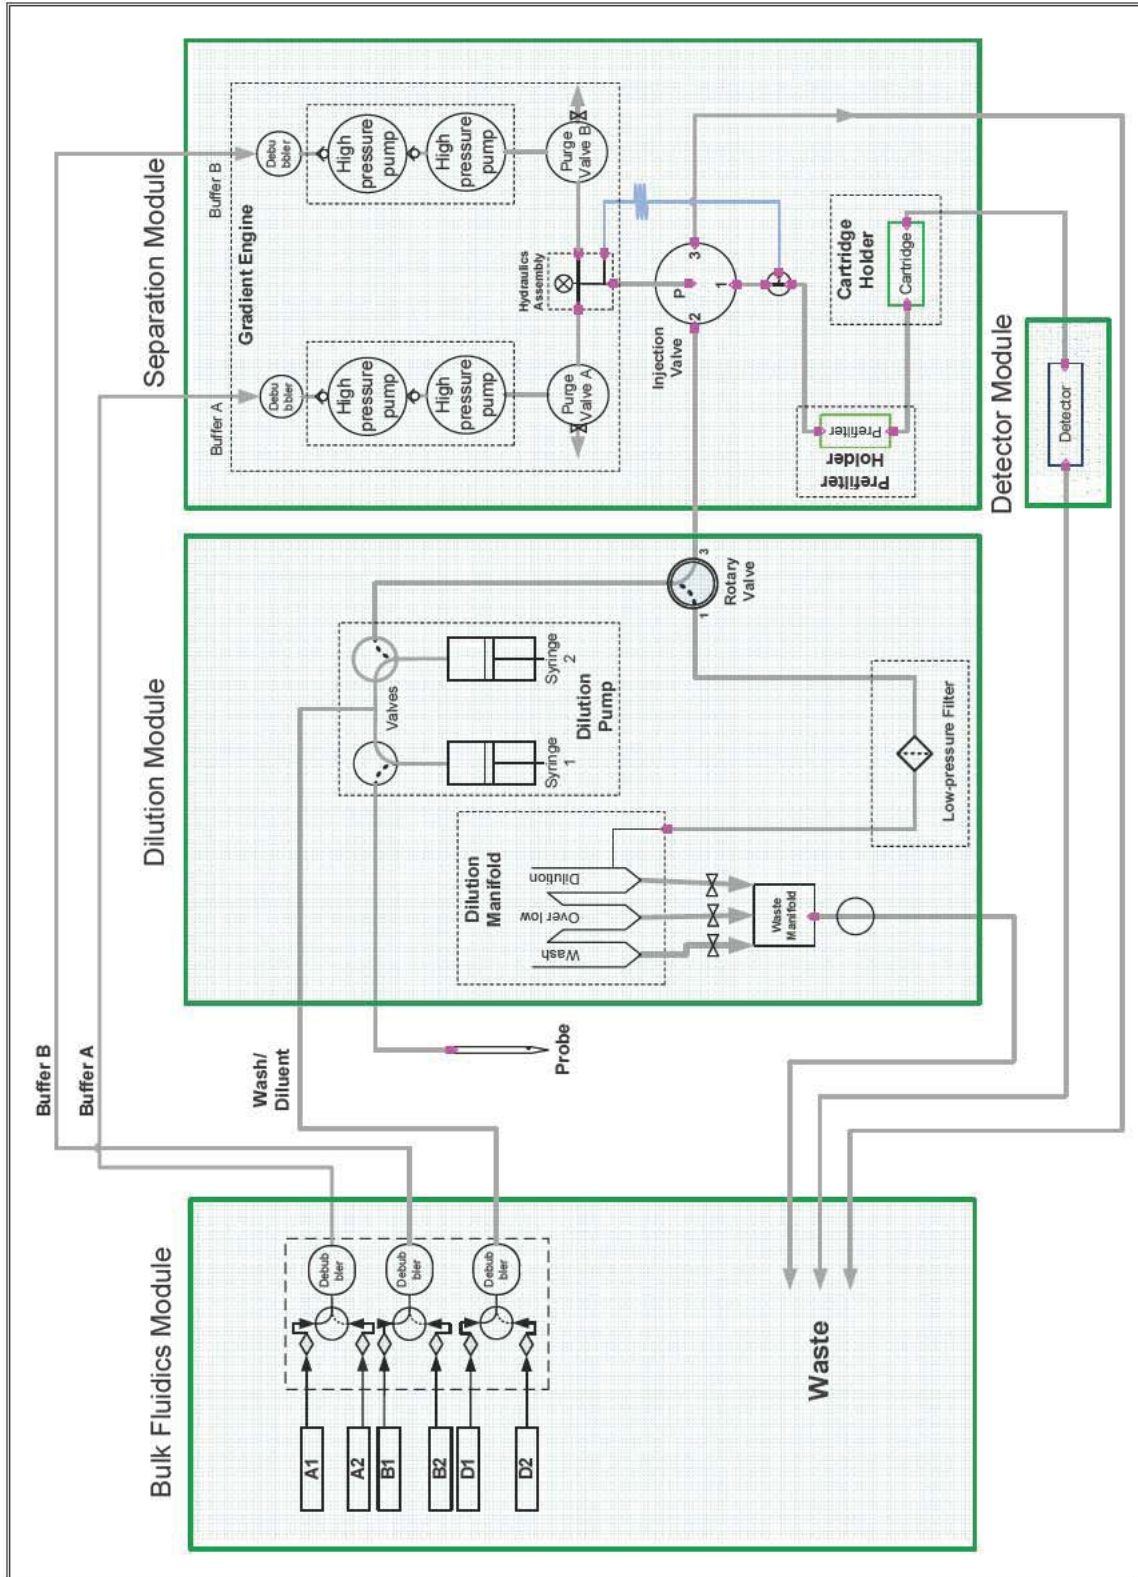 Bulk Fluidics Module
A1
A2
B1
B2
D1
D2
Debub
bler
Debub
bler
Debub
bler
Waste
Buffer B
Buffer A
Wash/
Diluent
Probe
Dilution Module
Valves
Syringe
1
Syringe
2
Dilution
Pump
Dilution
Manifold
Wash
Over low
Dilution
Waste
Manifold
Low-pressure Filter
1
3
Rotary
Valve
Separation Module
Buffer A
Buffer B
Gradient Engine
Debu
bbler
High
pressure
pump
High
pressure
pump
Purge
Valve A
Debu
bbler
High
pressure
pump
High
pressure
pump
Purge
Valve B
Hydraulics
Assembly
Injection
Valve
P
2
1
3
Prefilter
Prefilter
Holder
Cartridge
Holder
Cartridge
Detector Module
Detector